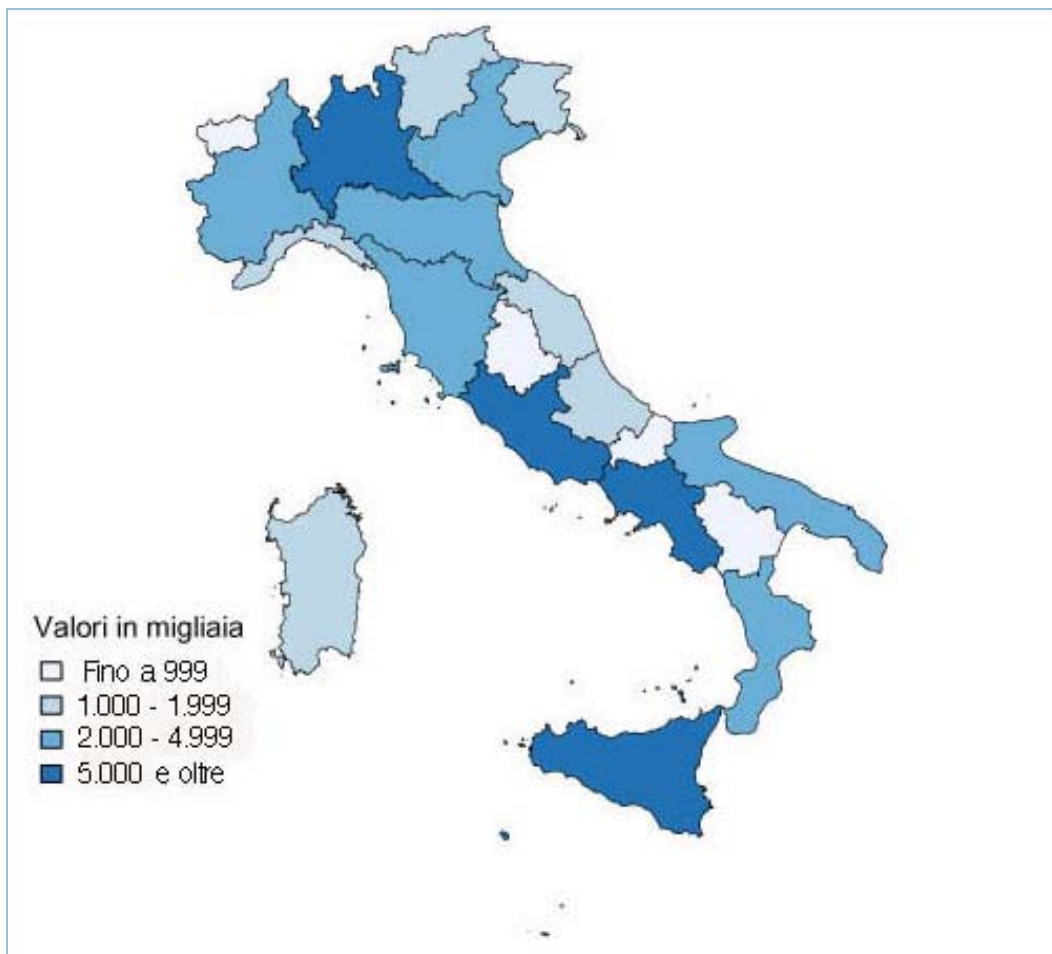 Valori in migliaia
Fino a 999
1.000 - 1.999
2.000 - 4.999
5.000 e oltre